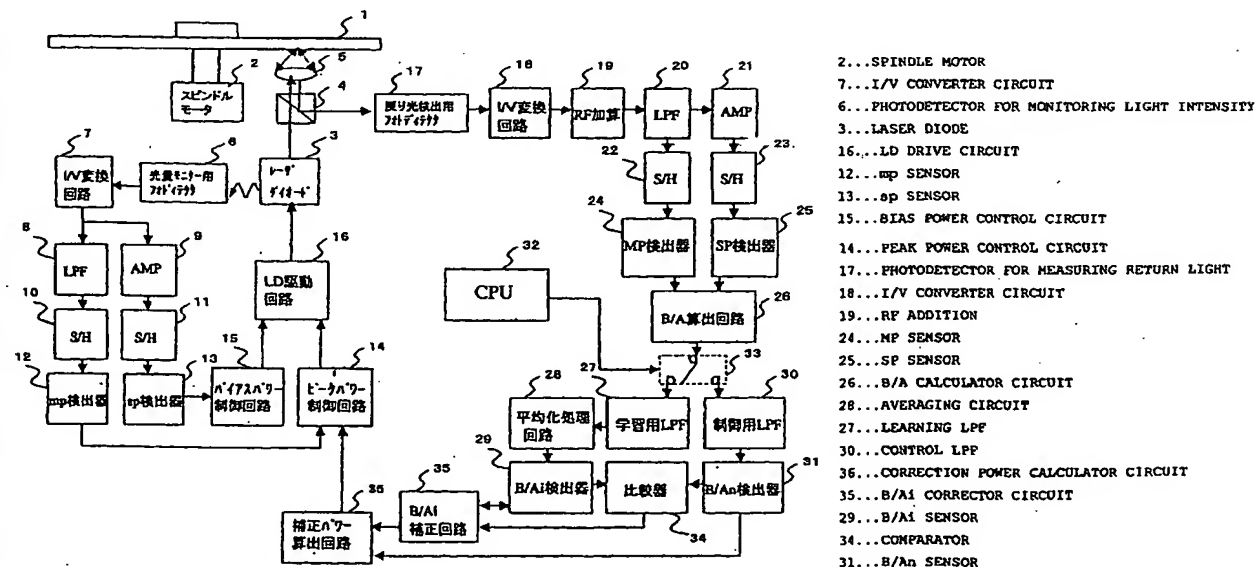 1
2
スピンドル
モータ
5
4
17
戻り光検出用
フォトディテクタ
18
I/V変換
回路
19
RF加算
20
LPF
21
AMP
22
S/H
23
S/H
24
MP検出器
25
SP検出器
7
I/V変換
回路
6
光量モニター用
フォトディテクタ
3
レーザ
ダイオード
8
LPF
9
AMP
10
S/H
11
S/H
12
mp検出器
13
sp検出器
16
LD駆動
回路
15
バイアスパワー
制御回路
14
ピークパワー
制御回路
32
CPU
26
B/A算出回路
33
27
学習用LPF
30
制御用LPF
28
平均化処理
回路
29
B/Ai検出器
比較器
34
31
B/An検出器
35
B/Ai
補正回路
36
補正パワー
算出回路
2...SPINDLE MOTOR
7...I/V CONVERTER CIRCUIT
6...PHOTODETECTOR FOR MONITORING LIGHT INTENSITY
3...LASER DIODE
16...LD DRIVE CIRCUIT
12...mp SENSOR
13...sp SENSOR
15...BIAS POWER CONTROL CIRCUIT
14...PEAK POWER CONTROL CIRCUIT
17...PHOTODETECTOR FOR MEASURING RETURN LIGHT
18...I/V CONVERTER CIRCUIT
19...RF ADDITION
24...MP SENSOR
25...SP SENSOR
26...B/A CALCULATOR CIRCUIT
28...AVERAGING CIRCUIT
27...LEARNING LPF
30...CONTROL LPF
36...CORRECTION POWER CALCULATOR CIRCUIT
35...B/Ai CORRECTOR CIRCUIT
29...B/Ai SENSOR
34...COMPARATOR
31...B/An SENSOR